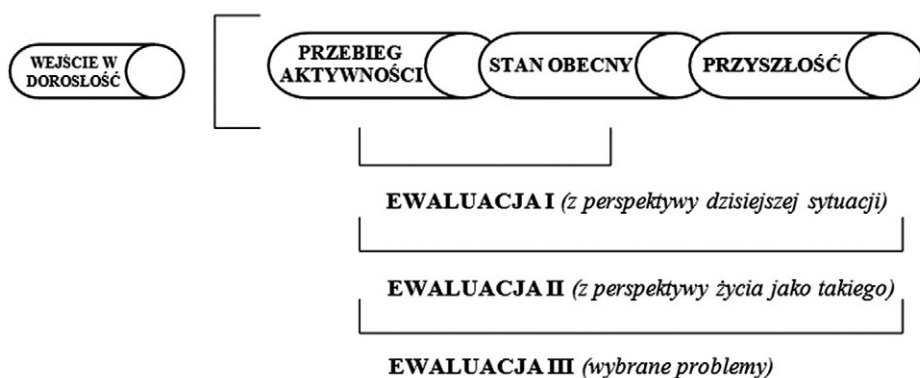 WEJŚCIE W
DOROSŁOŚĆ
PRZEBIEG
AKTYWNOŚCI
STAN OBECNY
PRZYSZŁOŚĆ
EWALUACJA I (z perspektywy dzisiejszej sytuacji)
EWALUACJA II (z perspektywy życia jako takiego)
EWALUACJA III (wybrane problemy)